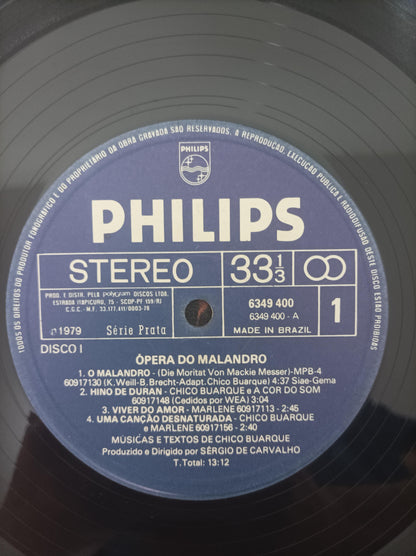 TODOS OS DIREITOS DO PRODUTOR FONOGRÁFICO E DO PROPRIETÁRIO DA OBRA GRAVADA SÃO RESERVADOS. A REPRODUÇÃO, EXECUÇÃO PÚBLICA E RADIODIFUSÃO DESTE DISCO ESTÃO PROIBIDAS
PHILIPS
PHILIPS
STEREO 33 1/3
PROD. E DISTR. PELA polygram DISCOS LTDA.
ESTRADA ITAPICURU, 75 - SCDP-PF 159/RJ
C.G.C. - M.F. 33.177.411/0003-76
6349 400
6349 400 - A
MADE IN BRAZIL
1
℗1979 Série Prata
DISCO I
ÓPERA DO MALANDRO
1. O MALANDRO - (Die Moritat Von Mackie Messer)-MPB-4
60917130 (K.Weill-B.Brecht-Adapt.Chico Buarque) 4:37 Siae-Gema
2. HINO DE DURAN - CHICO BUARQUE e A COR DO SOM
60917148 (Cedidos por WEA) 3:04
3. VIVER DO AMOR - MARLENE 60917113 - 2:45
4. UMA CANÇÃO DESNATURADA - CHICO BUARQUE
e MARLENE 60917156 - 2:40
MÚSICAS E TEXTOS DE CHICO BUARQUE
Produzido e Dirigido por SÉRGIO DE CARVALHO
T.Total: 13:12